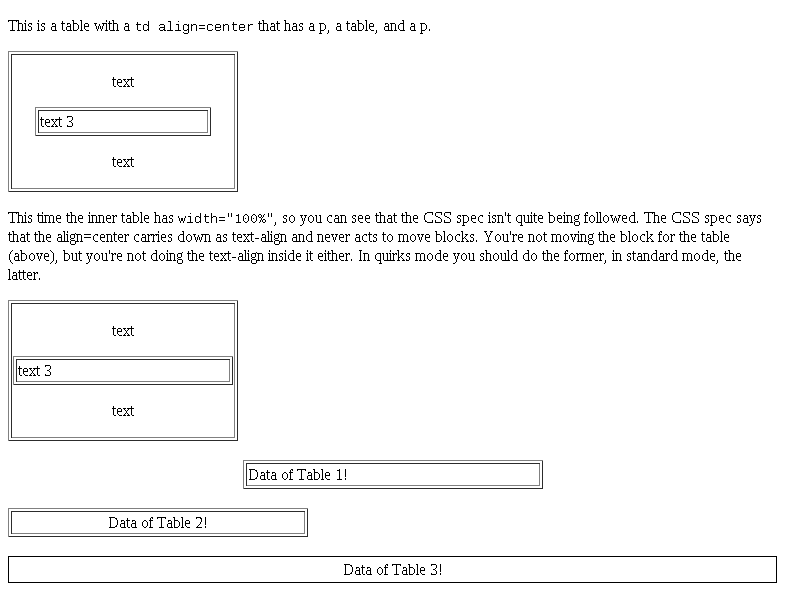 This is a table with a td align=center that has a p, a table, and a p.
text
text 3
text
This time the inner table has width="100%", so you can see that the CSS spec isn't quite being followed. The CSS spec says
that the align=center carries down as text-align and never acts to move blocks. You're not moving the block for the table
(above), but you're not doing the text-align inside it either. In quirks mode you should do the former, in standard mode, the
latter.
text
text 3
text
Data of Table 1!
Data of Table 2!
Data of Table 3!